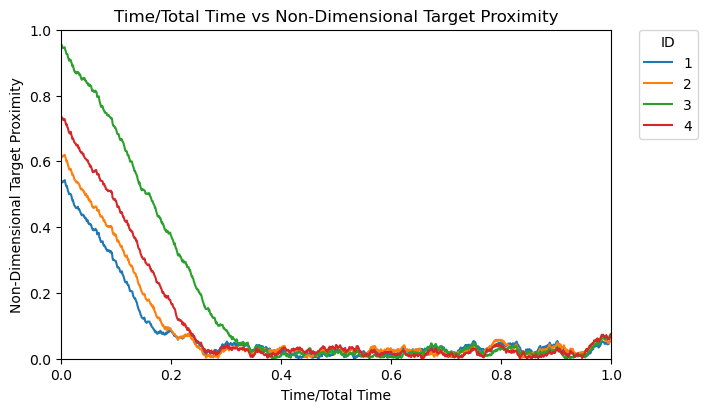 Time/Total Time vs Non-Dimensional Target Proximity
ID
1
2
3
4
Non-Dimensional Target Proximity
1.0
0.8
0.6
0.4
0.2
0.0
0.0 0.2 0.4 0.6 0.8 1.0
Time/Total Time